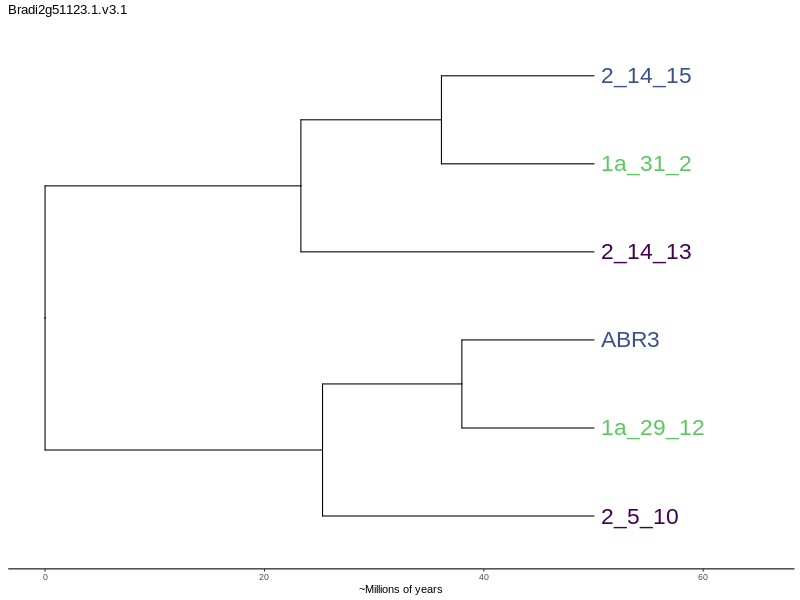 Bradi2g51123.1.v3.1
2_14_15
1a_31_2
2_14_13
ABR3
1a_29_12
2_5_10
0 20 40 60
~Millions of years